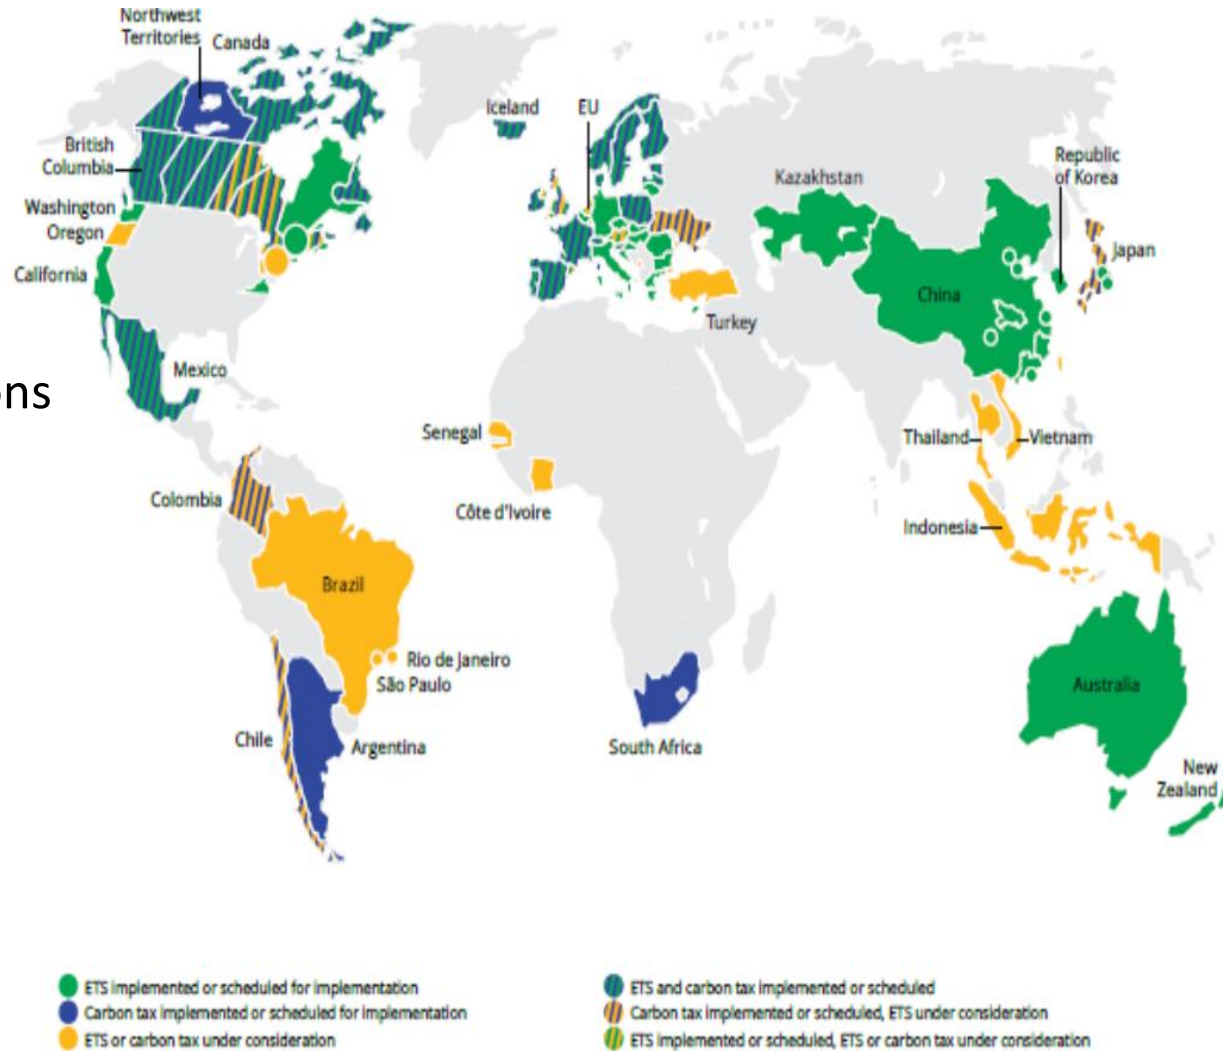 Northwest
Territories
Canada
Iceland
EU
British
Columbia
Republic
of Korea
Kazakhstan
Washington
Oregon
Japan
California
China
Turkey
Mexico
ons
Senegal
Thailand
Vietnam
Colombia
Côte d'Ivoire
Indonesia
Brazil
Rio de Janeiro
São Paulo
Australia
Chile
Argentina
South Africa
New
Zealand
ETS implemented or scheduled for implementation
Carbon tax implemented or scheduled for implementation
ETS or carbon tax under consideration
ETS and carbon tax implemented or scheduled
Carbon tax implemented or scheduled, ETS under consideration
ETS implemented or scheduled, ETS or carbon tax under consideration